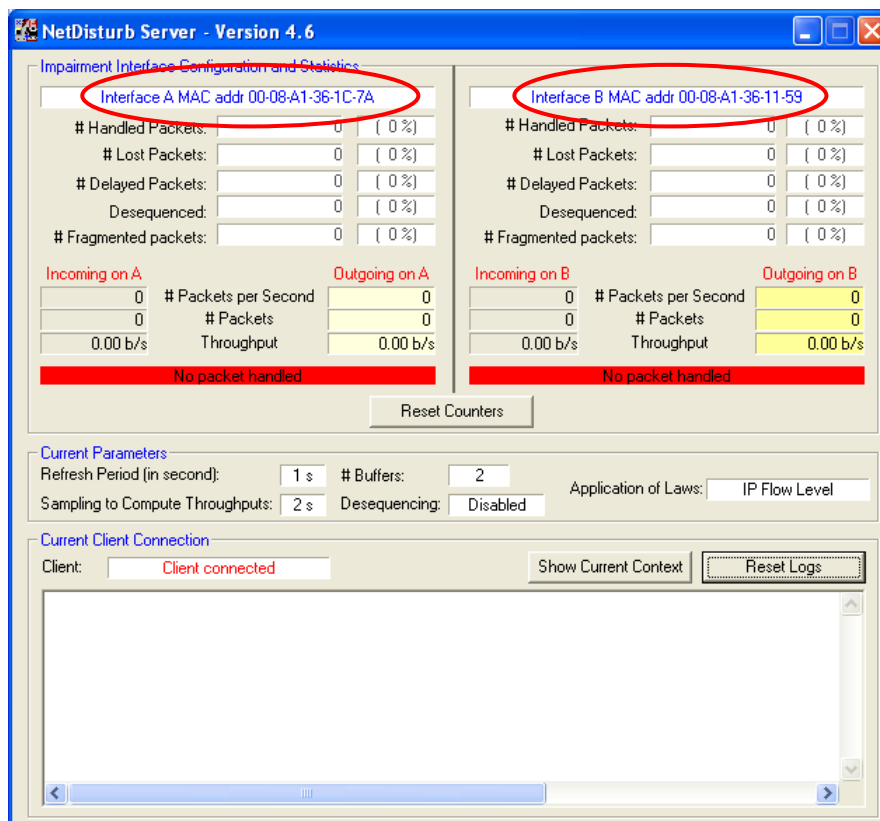 NetDisturb Server - Version 4.6
Impairment Interface Configuration and Statistics
Interface A MAC addr 00-08-A1-36-1C-7A
# Handled Packets: 0 ( 0 %)
# Lost Packets: 0 ( 0 %)
# Delayed Packets: 0 ( 0 %)
Desequenced: 0 ( 0 %)
# Fragmented packets: 0 ( 0 %)
Incoming on A Outgoing on A
0 # Packets per Second 0
0 # Packets 0
0.00 b/s Throughput 0.00 b/s
No packet handled
Interface B MAC addr 00-08-A1-36-11-59
# Handled Packets: 0 ( 0 %)
# Lost Packets: 0 ( 0 %)
# Delayed Packets: 0 ( 0 %)
Desequenced: 0 ( 0 %)
# Fragmented packets: 0 ( 0 %)
Incoming on B Outgoing on B
0 # Packets per Second 0
0 # Packets 0
0.00 b/s Throughput 0.00 b/s
No packet handled
Reset Counters
Current Parameters
Refresh Period (in second): 1 s # Buffers: 2
Sampling to Compute Throughputs: 2 s Desequencing: Disabled
Application of Laws: IP Flow Level
Current Client Connection
Client: Client connected Show Current Context Reset Logs